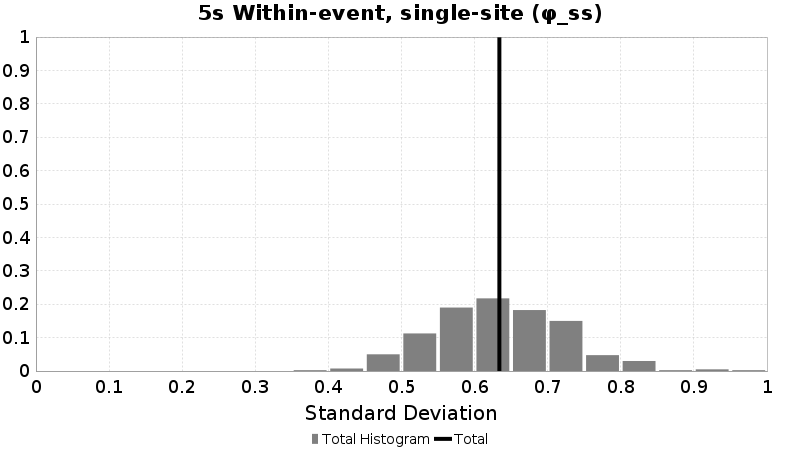 5s Within-event, single-site (φ_ss)
1
0.9
0.8
0.7
0.6
0.5
0.4
0.3
0.2
0.1
0
0 0.1 0.2 0.3 0.4 0.5 0.6 0.7 0.8 0.9 1
Standard Deviation
Total Histogram Total